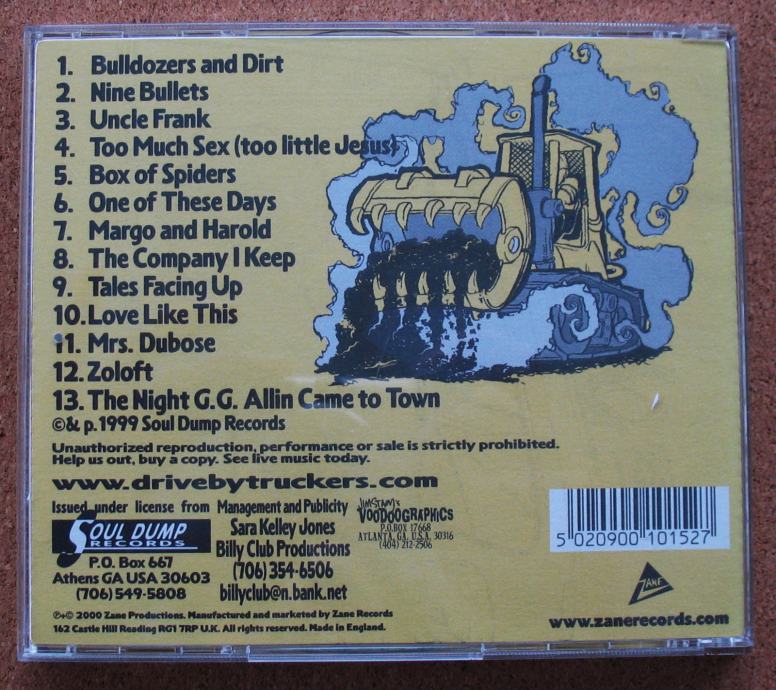 1. Bulldozers and Dirt
2. Nine Bullets
3. Uncle Frank
4. Too Much Sex (too little Jesus)
5. Box of Spiders
6. One of These Days
7. Margo and Harold
8. The Company I Keep
9. Tales Facing Up
10. Love Like This
11. Mrs. Dubose
12. Zoloft
13. The Night G.G. Allin Came to Town
©& p.1999 Soul Dump Records
Unauthorized reproduction, performance or sale is strictly prohibited.
Help us out, buy a copy. See live music today.
www.drivebytruckers.com
Issued under license from
SOUL DUMP
RECORDS
P.O. Box 667
Athens GA USA 30603
(706) 549-5808
Management and Publicity
Sara Kelley Jones
Billy Club Productions
(706) 354-6506
billyclub@n.bank.net
JIM STAWI'S
VOODOOGRAPHICS
P.O.BOX 17668
ATLANTA, GA. U.S.A. 30316
(404) 212-2506
5 020900 101527
ZANE
www.zanerecords.com
℗+© 2000 Zane Productions. Manufactured and marketed by Zane Records
162 Castle Hill Reading RG1 7RP U.K. All rights reserved. Made in England.